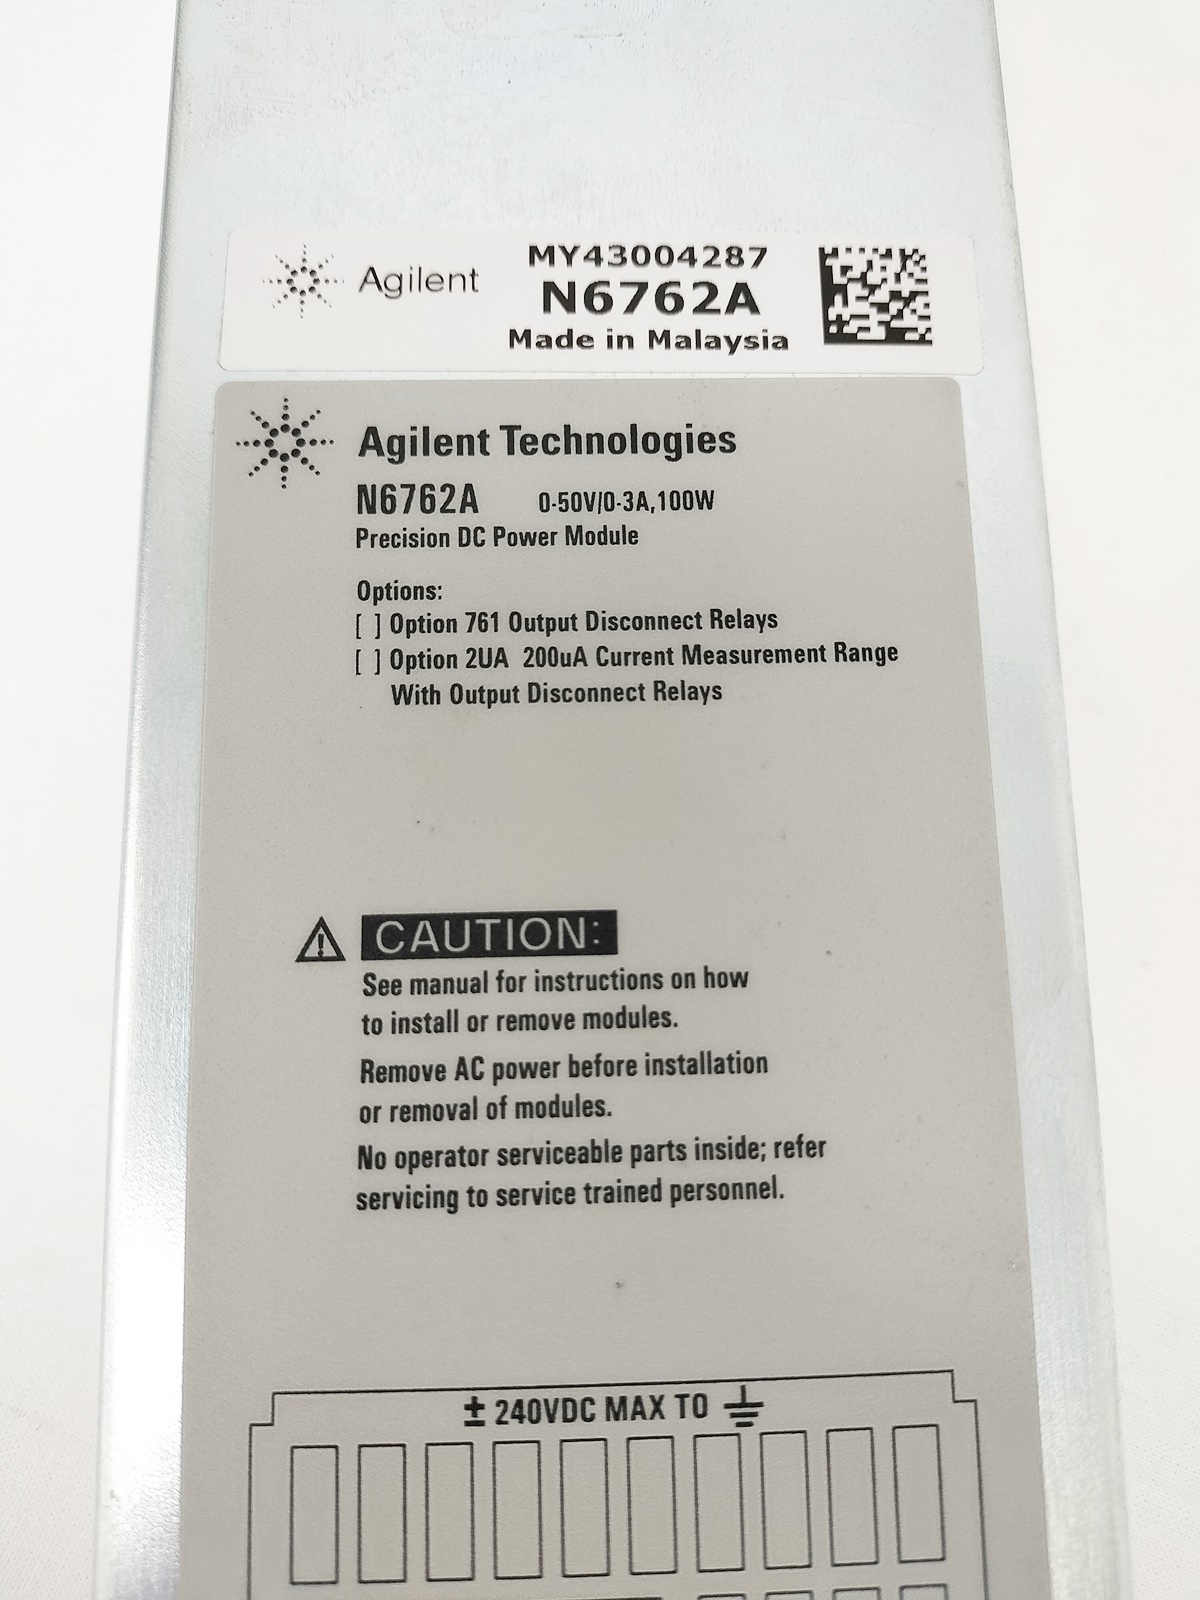 Agilent
MY43004287
N6762A
Made in Malaysia
Agilent Technologies
N6762A 0-50V/0-3A,100W
Precision DC Power Module
Options:
[ ] Option 761 Output Disconnect Relays
[ ] Option 2UA 200uA Current Measurement Range
With Output Disconnect Relays
CAUTION:
See manual for instructions on how
to install or remove modules.
Remove AC power before installation
or removal of modules.
No operator serviceable parts inside; refer
servicing to service trained personnel.
± 240VDC MAX TO ⏚